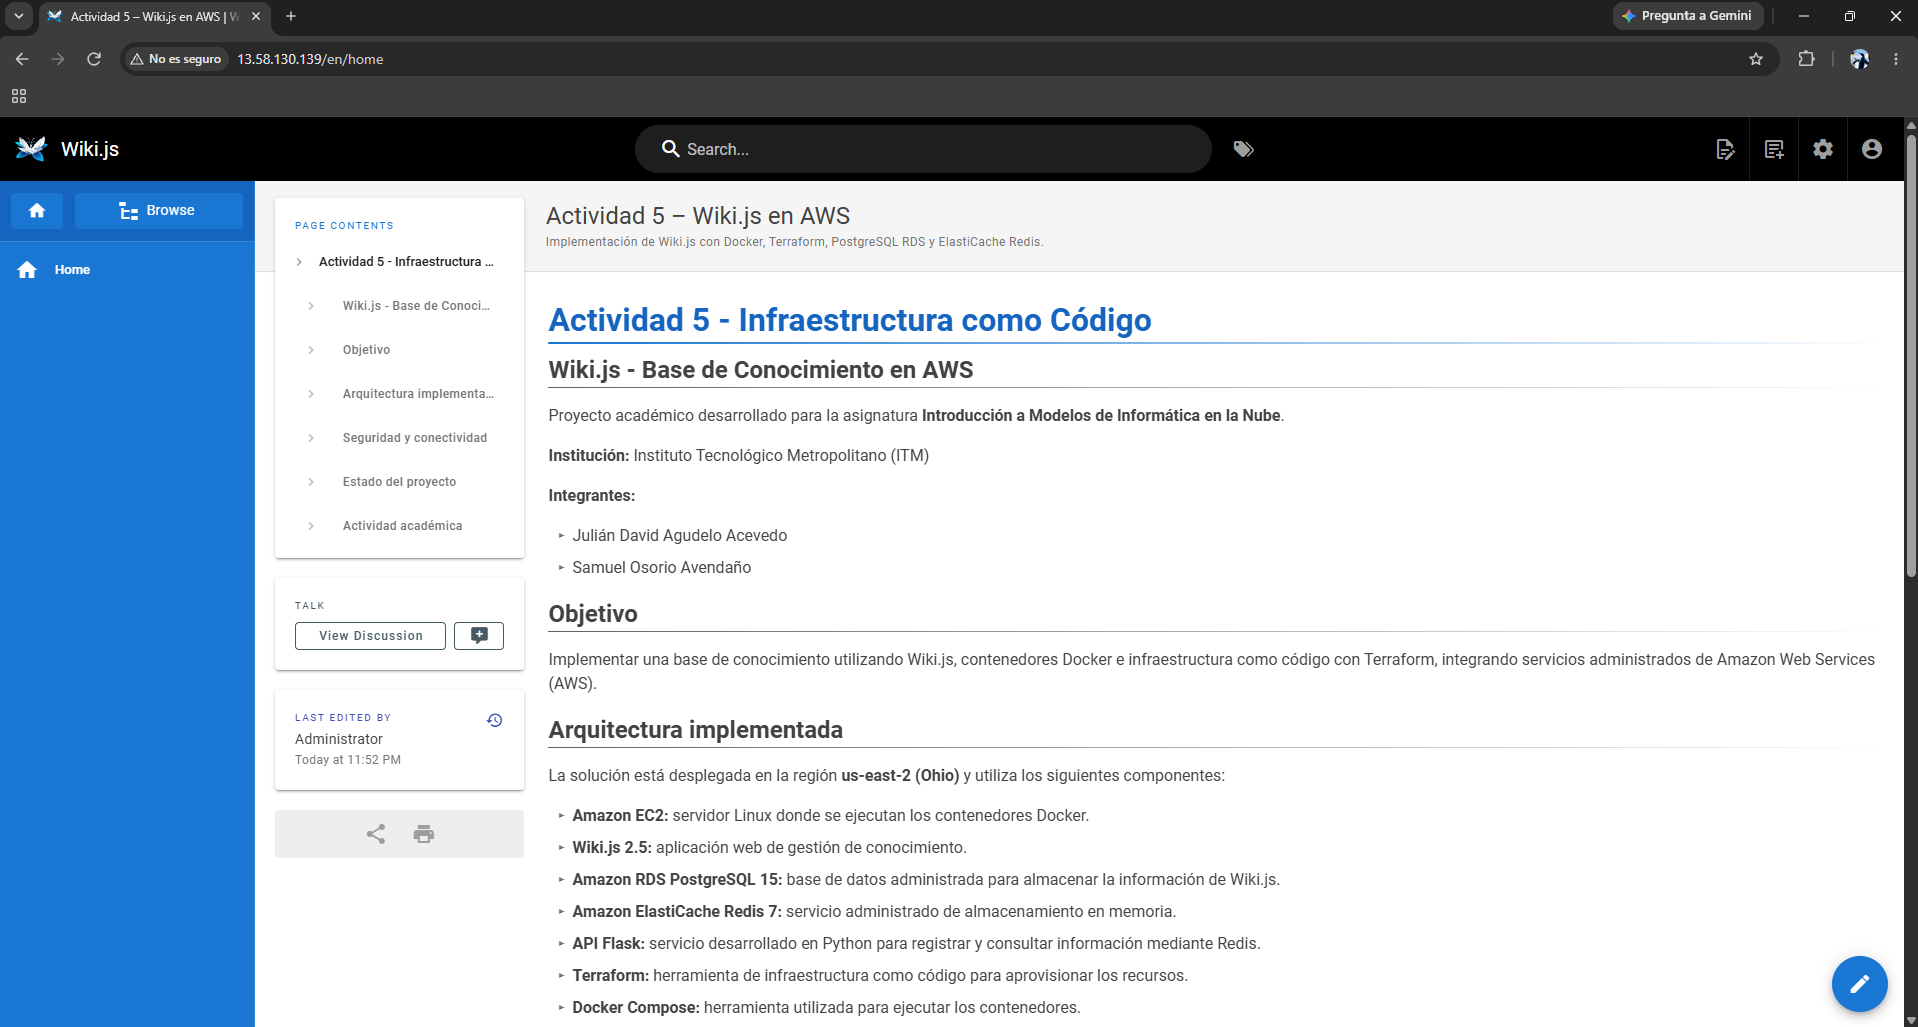 Actividad 5 – Wiki.js en AWS | W
Pregunta a Gemini
No es seguro
13.58.130.139/en/home
Wiki.js
Search...
Browse
Home
PAGE CONTENTS
Actividad 5 - Infraestructura ...
Wiki.js - Base de Conoci...
Objetivo
Arquitectura implementa...
Seguridad y conectividad
Estado del proyecto
Actividad académica
TALK
View Discussion
LAST EDITED BY
Administrator
Today at 11:52 PM
Actividad 5 – Wiki.js en AWS
Implementación de Wiki.js con Docker, Terraform, PostgreSQL RDS y ElastiCache Redis.
Actividad 5 - Infraestructura como Código
Wiki.js - Base de Conocimiento en AWS
Proyecto académico desarrollado para la asignatura Introducción a Modelos de Informática en la Nube.
Institución: Instituto Tecnológico Metropolitano (ITM)
Integrantes:
Julián David Agudelo Acevedo
Samuel Osorio Avendaño
Objetivo
Implementar una base de conocimiento utilizando Wiki.js, contenedores Docker e infraestructura como código con Terraform, integrando servicios administrados de Amazon Web Services
(AWS).
Arquitectura implementada
La solución está desplegada en la región us-east-2 (Ohio) y utiliza los siguientes componentes:
Amazon EC2: servidor Linux donde se ejecutan los contenedores Docker.
Wiki.js 2.5: aplicación web de gestión de conocimiento.
Amazon RDS PostgreSQL 15: base de datos administrada para almacenar la información de Wiki.js.
Amazon ElastiCache Redis 7: servicio administrado de almacenamiento en memoria.
API Flask: servicio desarrollado en Python para registrar y consultar información mediante Redis.
Terraform: herramienta de infraestructura como código para aprovisionar los recursos.
Docker Compose: herramienta utilizada para ejecutar los contenedores.